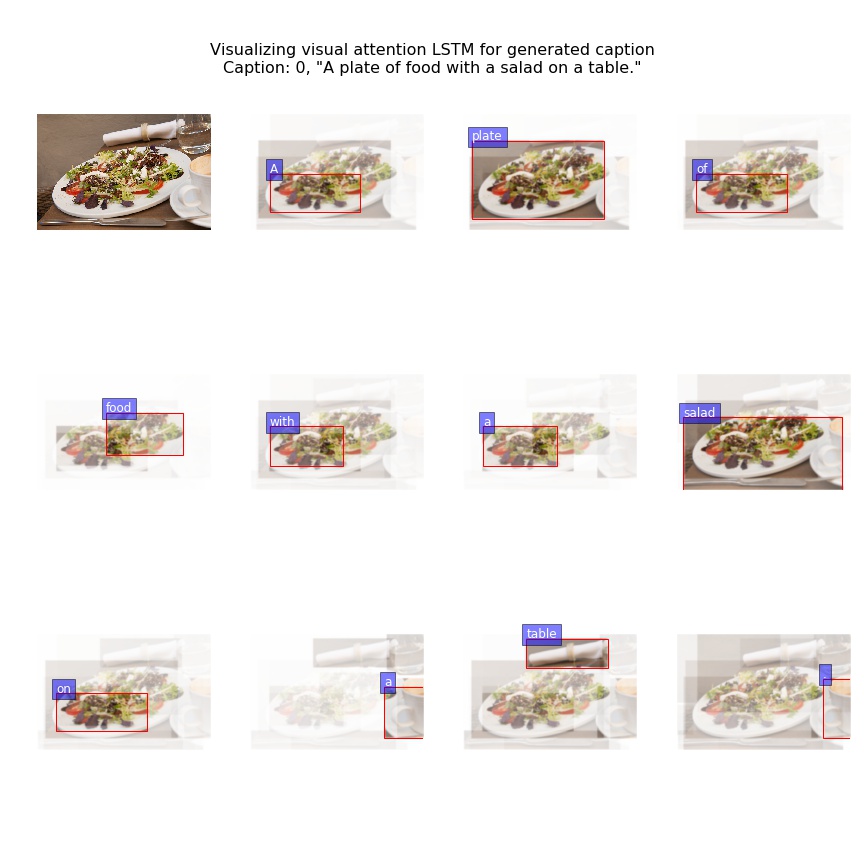 Visualizing visual attention LSTM for generated caption
Caption: 0, "A plate of food with a salad on a table."
A
plate
of
food
with
a
salad
on
a
table
.